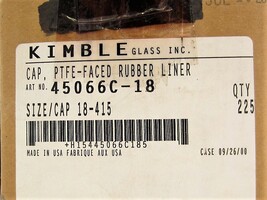 KIMBLE GLASS INC.
CAP, PTFE-FACED RUBBER LINER
ART NO. 45066C-18 QTY
SIZE/CAP 18-415 225
+H15445066C185
MADE IN USA FABRIQUE AUX USA CASE 09/26/00